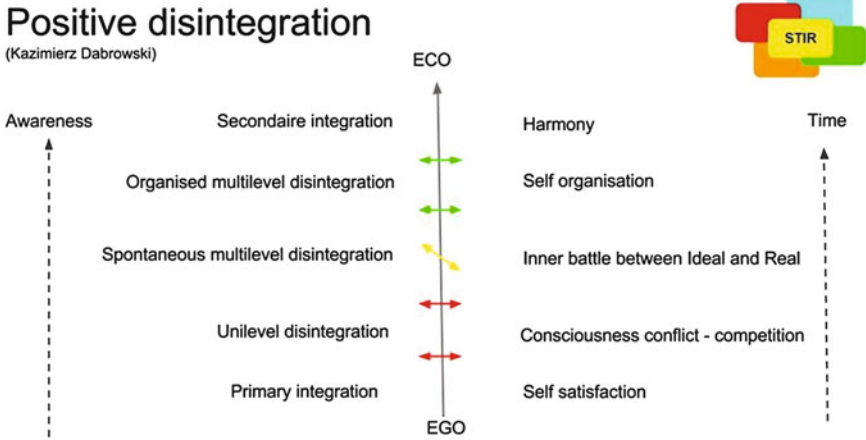 Positive disintegration
(Kazimierz Dabrowski)
STIR
ECO
Awareness
Secondaire integration
Harmony
Time
Organised multilevel disintegration
Self organisation
Spontaneous multilevel disintegration
Inner battle between Ideal and Real
Unilevel disintegration
Consciousness conflict - competition
Primary integration
Self satisfaction
EGO